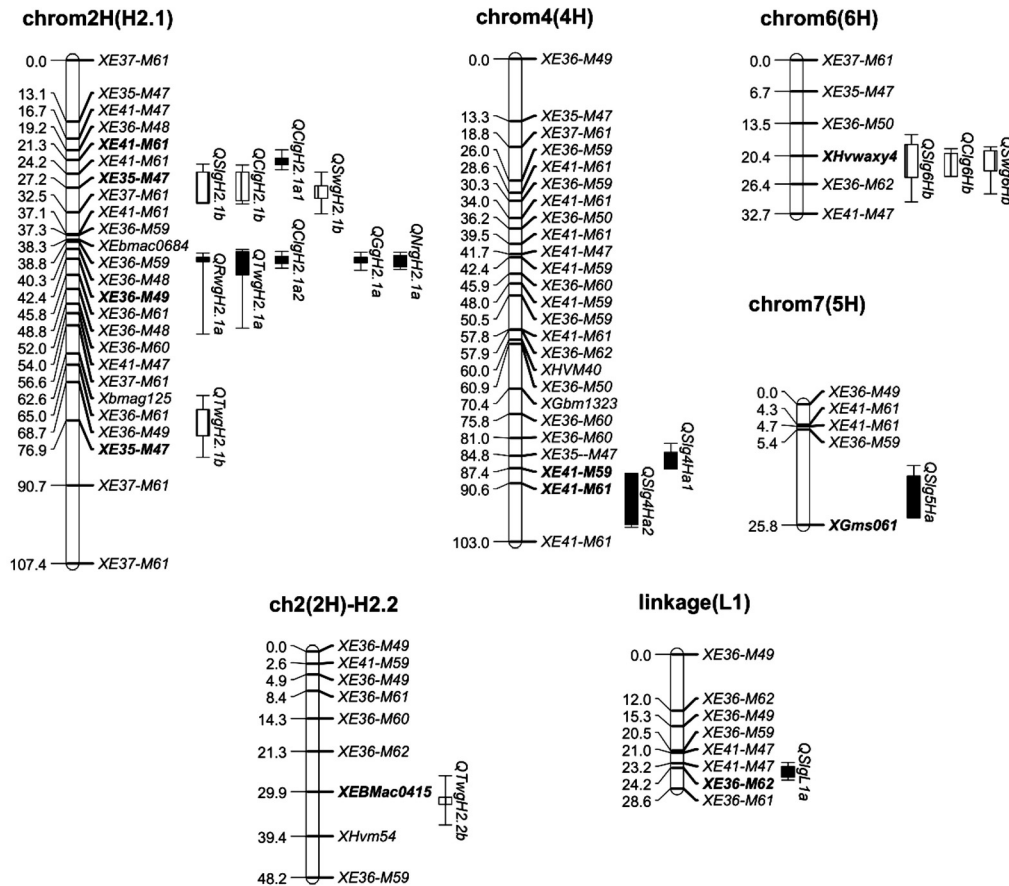 chrom2H(H2.1)
0.0 XE37-M61
13.1 XE35-M47
16.7 XE41-M47
19.2 XE36-M48
21.3 XE41-M61
24.2 XE41-M61
27.2 XE35-M47
32.5 XE37-M61
37.1 XE41-M61
37.3 XE36-M59
38.3 XEbmac0684
38.8 XE36-M59
40.3 XE36-M48
42.4 XE36-M49
45.8 XE36-M61
48.8 XE36-M48
52.0 XE36-M60
54.0 XE41-M47
56.6 XE37-M61
62.6 Xbmag125
65.0 XE36-M61
68.7 XE36-M49
76.9 XE35-M47
90.7 XE37-M61
107.4 XE37-M61
QSlgH2.1b
QClgH2.1b
QClgH2.1a1
QSwgH2.1b
QRwgH2.1a
QTwgH2.1a
QClgH2.1a2
QGgH2.1a
QNrgH2.1a
QTwgH2.1b
chrom4(4H)
0.0 XE36-M49
13.3 XE35-M47
18.8 XE37-M61
26.0 XE36-M59
28.6 XE41-M61
30.3 XE36-M59
34.0 XE41-M61
36.2 XE36-M50
39.5 XE41-M61
41.7 XE41-M47
42.4 XE41-M59
45.9 XE36-M60
48.0 XE41-M59
50.5 XE36-M59
57.8 XE41-M61
57.9 XE36-M62
60.0 XHVM40
60.9 XE36-M50
70.4 XGbm1323
75.8 XE36-M60
81.0 XE36-M60
84.8 XE35--M47
87.4 XE41-M59
90.6 XE41-M61
103.0 XE41-M61
QSlg4Ha2
QSlg4Ha1
chrom6(6H)
0.0 XE37-M61
6.7 XE35-M47
13.5 XE36-M50
20.4 XHvwaxy4
26.4 XE36-M62
32.7 XE41-M47
QSlg6Hb
QClg6Hb
QSwg6Hb
chrom7(5H)
0.0 XE36-M49
4.3 XE41-M61
4.7 XE41-M61
5.4 XE36-M59
25.8 XGms061
QSlg5Ha
ch2(2H)-H2.2
0.0 XE36-M49
2.6 XE41-M59
4.9 XE36-M49
8.4 XE36-M61
14.3 XE36-M60
21.3 XE36-M62
29.9 XEBMac0415
39.4 XHvm54
48.2 XE36-M59
QTwgH2.2b
linkage(L1)
0.0 XE36-M49
12.0 XE36-M62
15.3 XE36-M49
20.5 XE36-M59
21.0 XE41-M47
23.2 XE41-M47
24.2 XE36-M62
28.6 XE36-M61
QSlgL1a